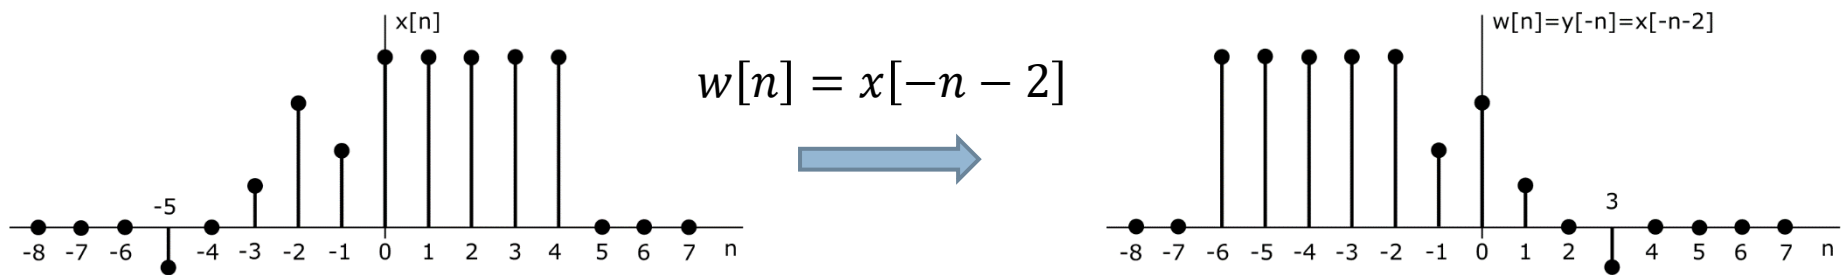 x[n]
-5
-8 -7 -6 -4 -3 -2 -1 0 1 2 3 4 5 6 7 n
w[n] = x[−n − 2]
w[n]=y[-n]=x[-n-2]
3
-8 -7 -6 -5 -4 -3 -2 -1 0 1 2 4 5 6 7 n